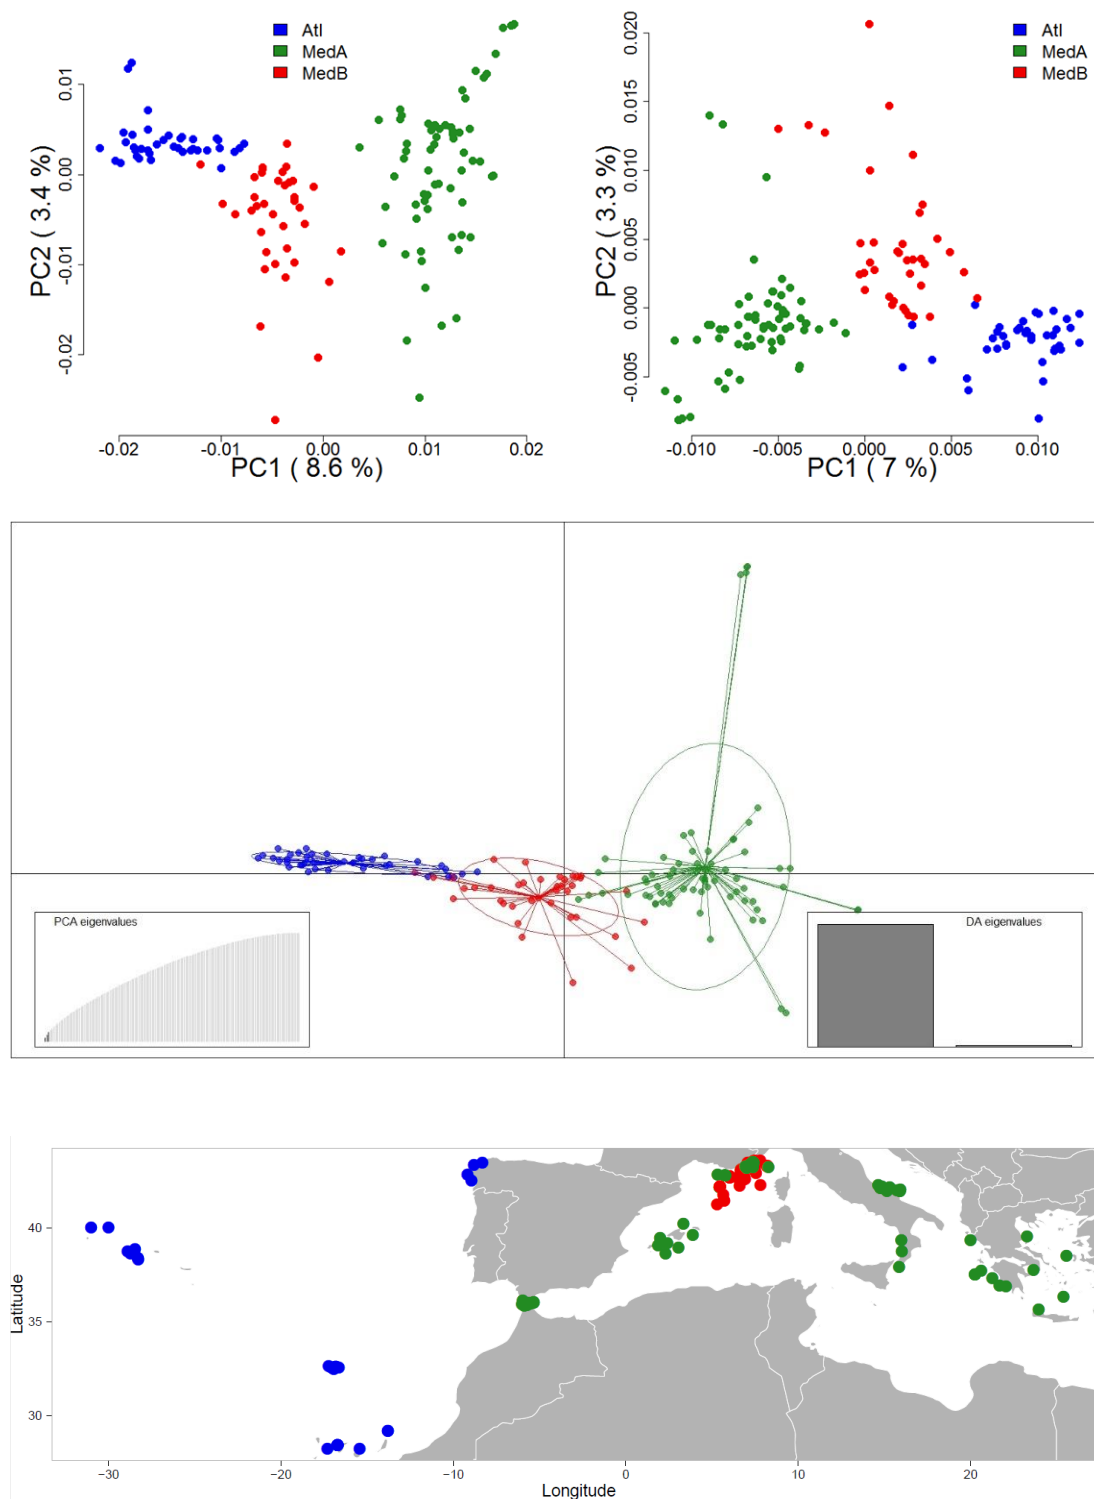 Atl
MedA
MedB
0.01
0.00
-0.01
-0.02
PC2 ( 3.4 %)
-0.02 -0.01 0.00 0.01 0.02
PC1 ( 8.6 %)
Atl
MedA
MedB
0.020
0.015
0.010
0.005
0.000
-0.005
PC2 ( 3.3 %)
-0.010 -0.005 0.000 0.005 0.010
PC1 ( 7 %)
PCA eigenvalues
DA eigenvalues
40
35
30
Latitude
−30 −20 −10 0 10 20
Longitude